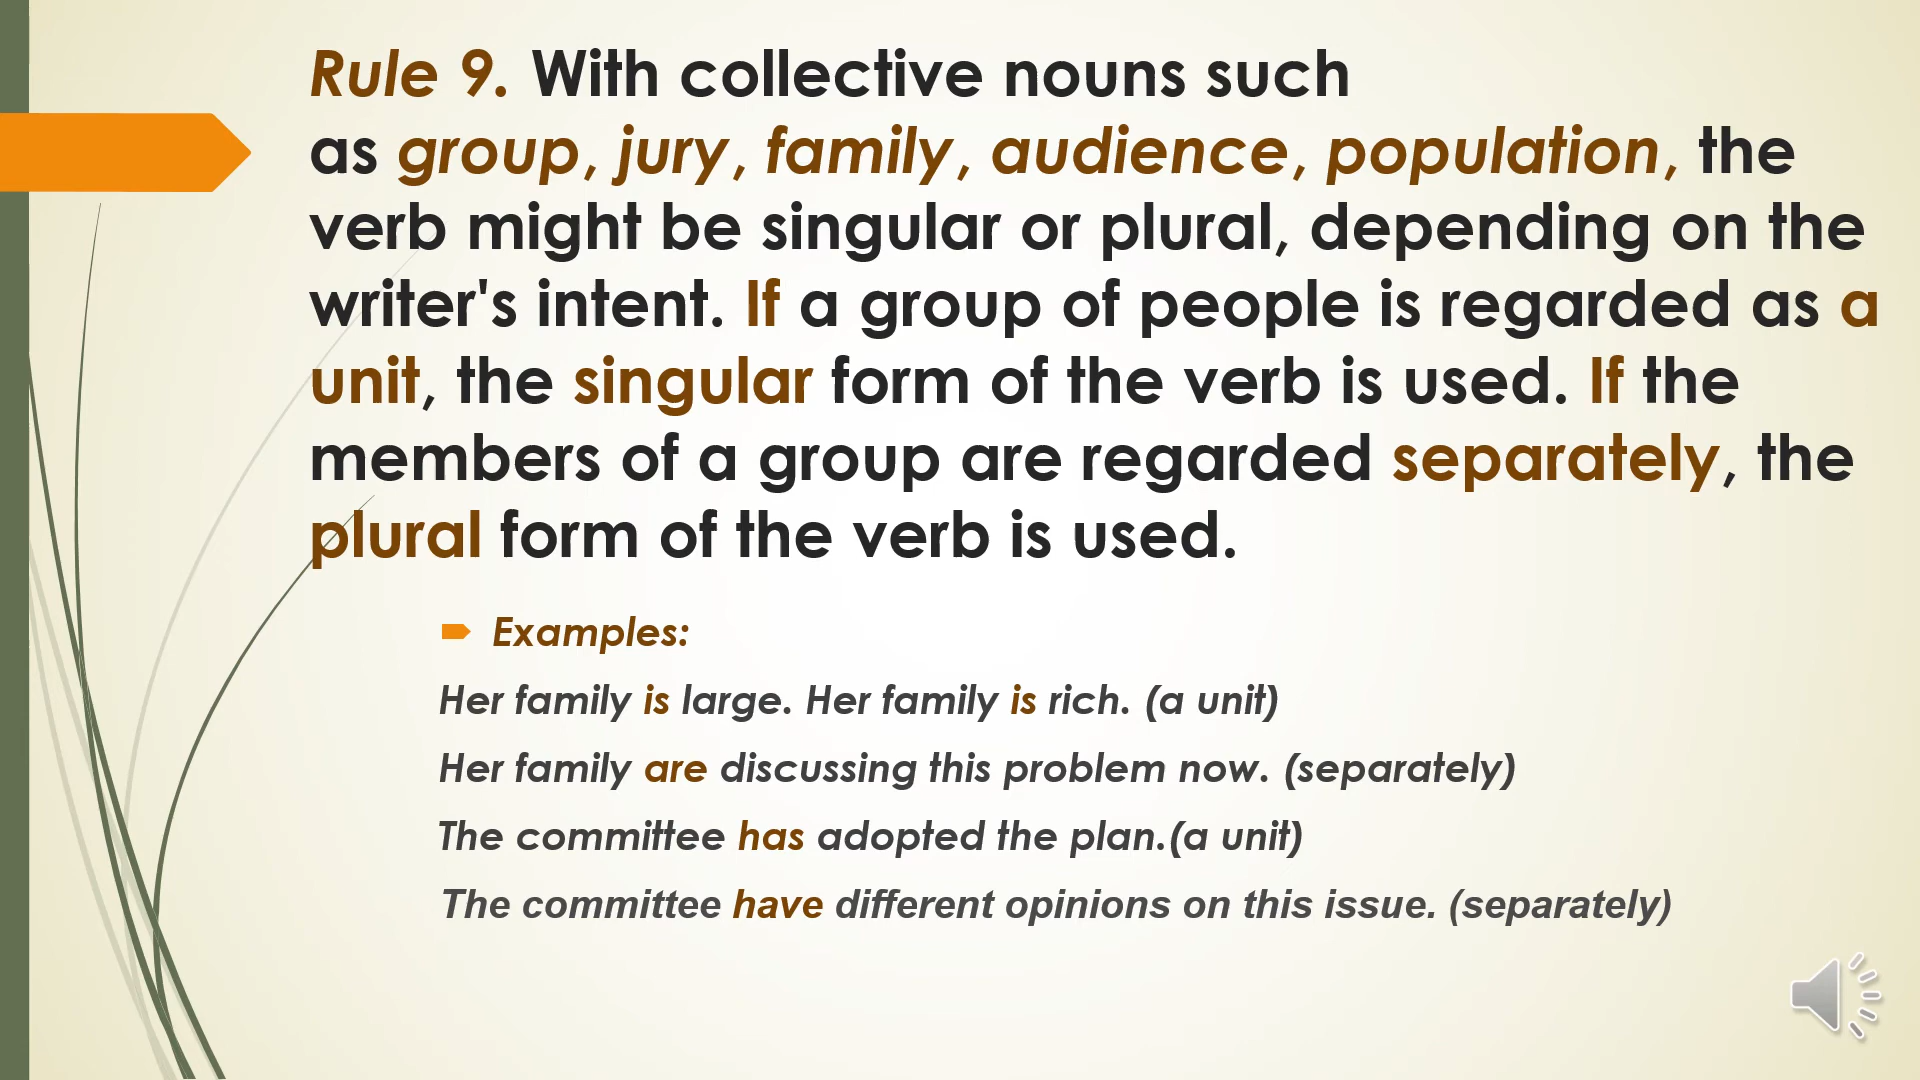 Rule 9. With collective nouns such
as group, jury, family, audience, population, the
verb might be singular or plural, depending on the
writer's intent. If a group of people is regarded as a
unit, the singular form of the verb is used. If the
members of a group are regarded separately, the
plural form of the verb is used.
Examples:
Her family is large. Her family is rich. (a unit)
Her family are discussing this problem now. (separately)
The committee has adopted the plan.(a unit)
The committee have different opinions on this issue. (separately)